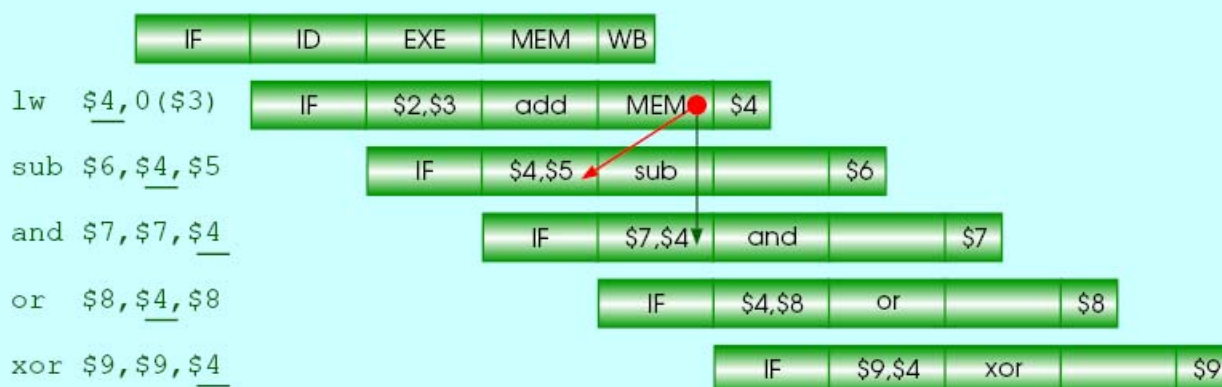 IF ID EXE MEM WB
lw $4,0($3) IF $2,$3 add MEM $4
sub $6,$4,$5 IF $4,$5 sub $6
and $7,$7,$4 IF $7,$4 and $7
or $8,$4,$8 IF $4,$8 or $8
xor $9,$9,$4 IF $9,$4 xor $9